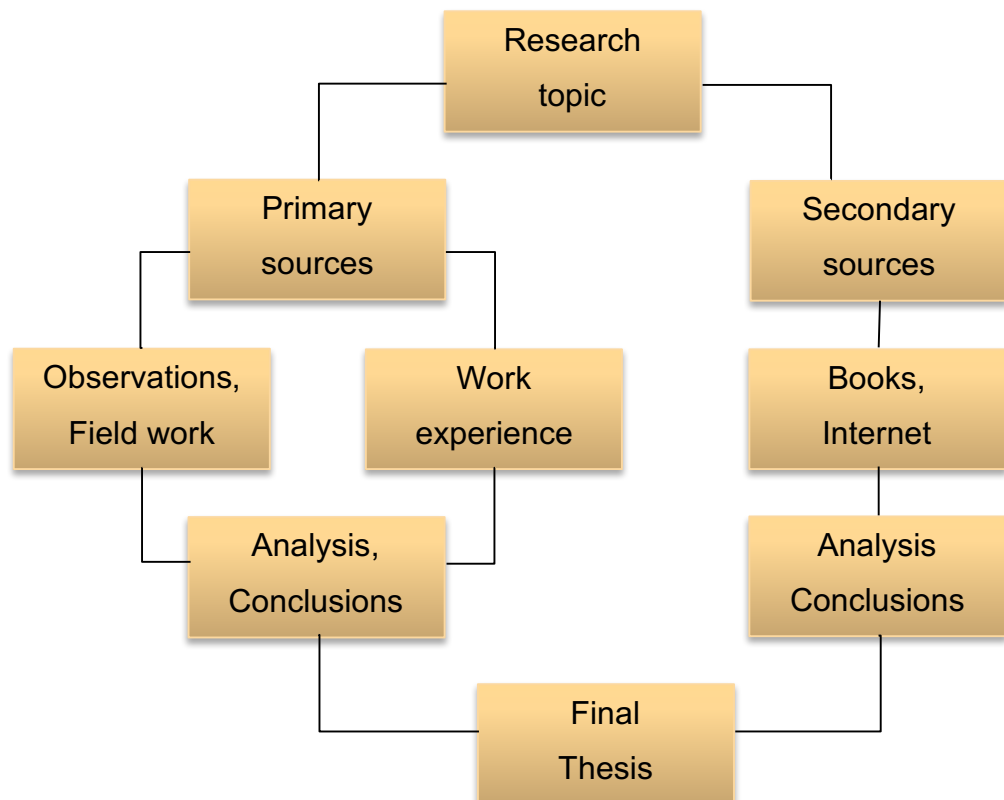 Research
topic
Primary
sources
Secondary
sources
Observations,
Field work
Work
experience
Books,
Internet
Analysis,
Conclusions
Analysis
Conclusions
Final
Thesis